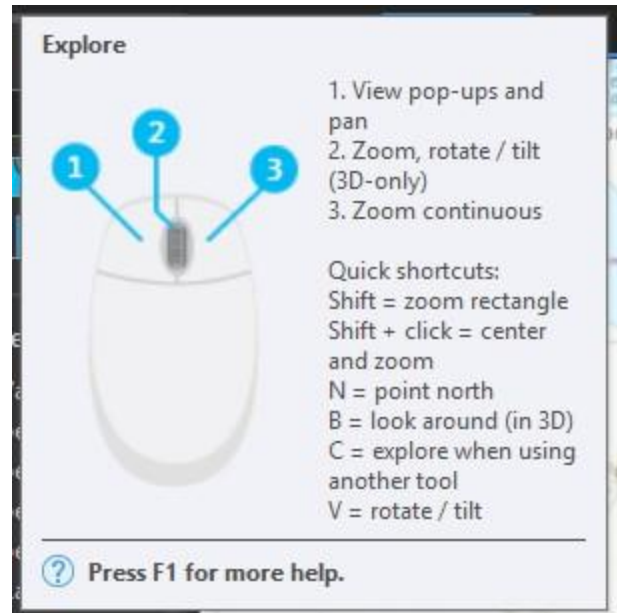 Explore
1
2
3
1. View pop-ups and
pan
2. Zoom, rotate / tilt
(3D-only)
3. Zoom continuous
Quick shortcuts:
Shift = zoom rectangle
Shift + click = center
and zoom
N = point north
B = look around (in 3D)
C = explore when using
another tool
V = rotate / tilt
? Press F1 for more help.